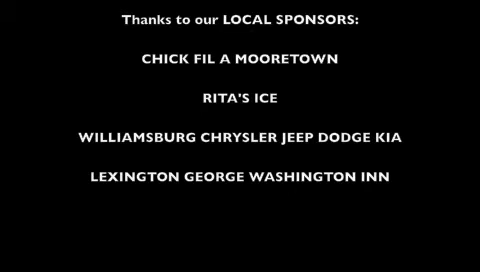 Thanks to our LOCAL SPONSORS:
CHICK FIL A MOORETOWN
RITA'S ICE
WILLIAMSBURG CHRYSLER JEEP DODGE KIA
LEXINGTON GEORGE WASHINGTON INN